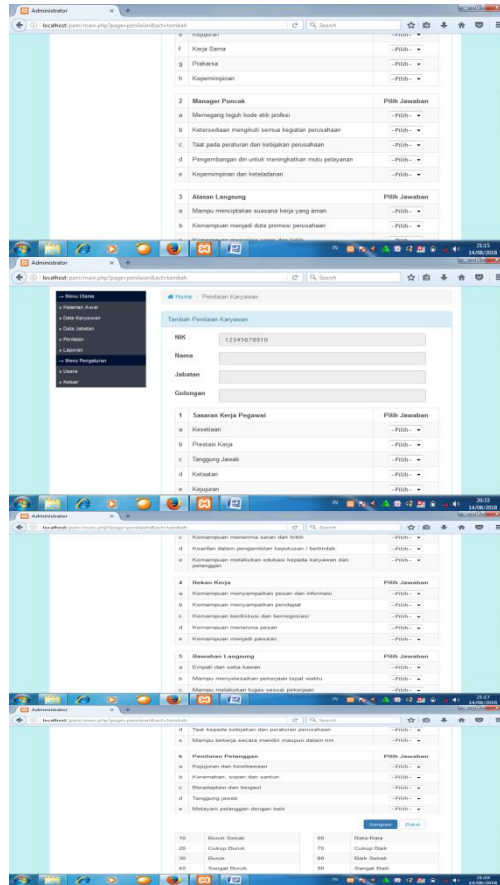 Administrator
localhost/pam/main.php?page=penilaian&act=tambah
Search
e Kejujuran -Pilih-
f Kerja Sama -Pilih-
g Prakarsa -Pilih-
h Kepemimpinan -Pilih-
2 Manager Puncak Pilih Jawaban
a Memegang teguh kode etik profesi -Pilih-
b Ketersediaan mengikuti semua kegiatan perusahaan -Pilih-
c Taat pada peraturan dan kebijakan perusahaan -Pilih-
d Pengembangan diri untuk meningkatkan mutu pelayanan -Pilih-
e Kepemimpinan dan keteladanan -Pilih-
3 Atasan Langsung Pilih Jawaban
a Mampu menciptakan suasana kerja yang aman -Pilih-
b Kemampuan menjadi duta promosi perusahaan -Pilih-
IN
21:15
14/08/2018
Administrator
localhost/pam/main.php?page=penilaian&act=tambah
Search
Menu Utama
» Halaman Awal
» Data Karyawan
» Data Jabatan
» Penilaian
» Laporan
Menu Pengaturan
» Users
» Keluar
Home / Penilaian Karyawan
Tambah Penilaian Karyawan
NIK 12345678910
Nama
Jabatan
Golongan
1 Sasaran Kerja Pegawai Pilih Jawaban
a Kesetiaan -Pilih-
b Prestasi Kerja -Pilih-
c Tanggung Jawab -Pilih-
d Ketaatan -Pilih-
e Kejujuran -Pilih-
IN
20:33
14/08/2018
Administrator
localhost/pam/main.php?page=penilaian&act=tambah
Search
c Kemampuan menerima saran dan kritik -Pilih-
d Kearifan dalam pengambilan keputusan / bertindak -Pilih-
e Kemampuan melakukan edukasi kepada karyawan dan pelanggan -Pilih-
4 Rekan Kerja Pilih Jawaban
a Kemampuan menyampaikan pesan dan informasi -Pilih-
b Kemampuan menyampaikan pendapat -Pilih-
c Kemampuan berdiskusi dan bernegosiasi -Pilih-
d Kemampuan menerima pesan -Pilih-
e Kemampuan menjadi panutan -Pilih-
5 Bawahan Langsung Pilih Jawaban
a Empati dan setia kawan -Pilih-
b Mampu menyelesaikan pekerjaan tepat waktu -Pilih-
c Mampu melakukan tugas sesuai pekerjaan -Pilih-
IN
21:17
14/08/2018
Administrator
localhost/pam/main.php?page=penilaian&act=tambah
Search
d Taat kepada kebijakan dan peraturan perusahaan -Pilih-
e Mampu bekerja secara mandiri maupun dalam tim -Pilih-
6 Penilaian Pelanggan Pilih Jawaban
a Kejujuran dan kesetiaan -Pilih-
b Keramahan, sopan dan santun -Pilih-
c Beradaptasi dan bergaul -Pilih-
d Tanggung jawab -Pilih-
e Melayani pelanggan dengan baik -Pilih-
Simpan Batal
10 Buruk Sekali 60 Rata-Rata
20 Cukup Buruk 70 Cukup Baik
30 Buruk 80 Baik Sekali
40 Sangat Buruk 90 Sangat Baik
IN
14/08/2018